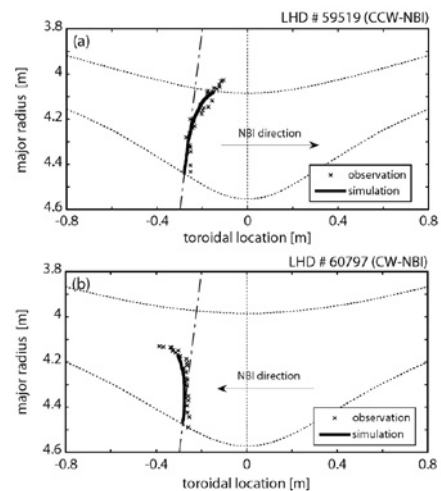 LHD # 59519 (CCW-NBI)
(a)
3.8
4
4.2
4.4
4.6
major radius [m]
NBI direction
observation
simulation
-0.8 -0.4 0 0.4 0.8
toroidal location [m]
LHD # 60797 (CW-NBI)
(b)
3.8
4
4.2
4.4
4.6
major radius [m]
NBI direction
observation
simulation
-0.8 -0.4 0 0.4 0.8
toroidal location [m]